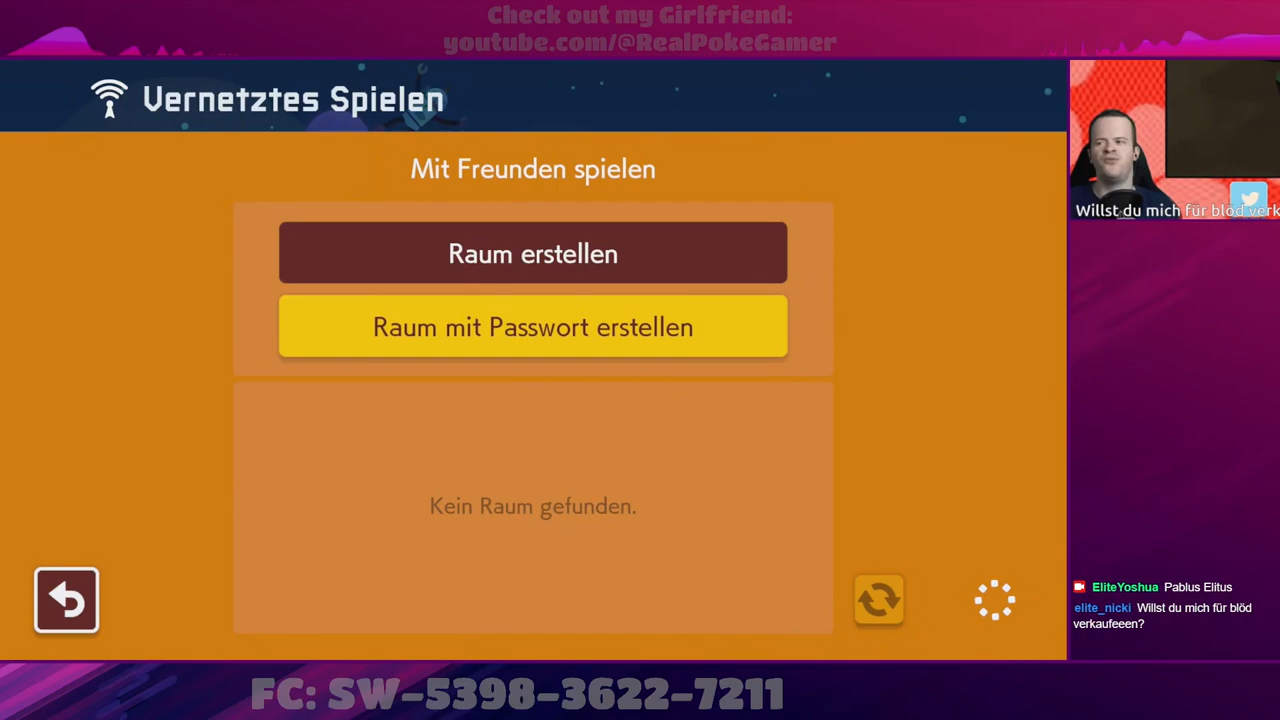 Check out my Girlfriend:
youtube.com/@RealPokeGamer
Vernetztes Spielen
Mit Freunden spielen
Raum erstellen
Raum mit Passwort erstellen
Kein Raum gefunden.
Willst du mich für blöd verk
EliteYoshua Pablus Elitus
elite_nicki Willst du mich für blöd
verkaufeeen?
FC: SW-5398-3622-7211